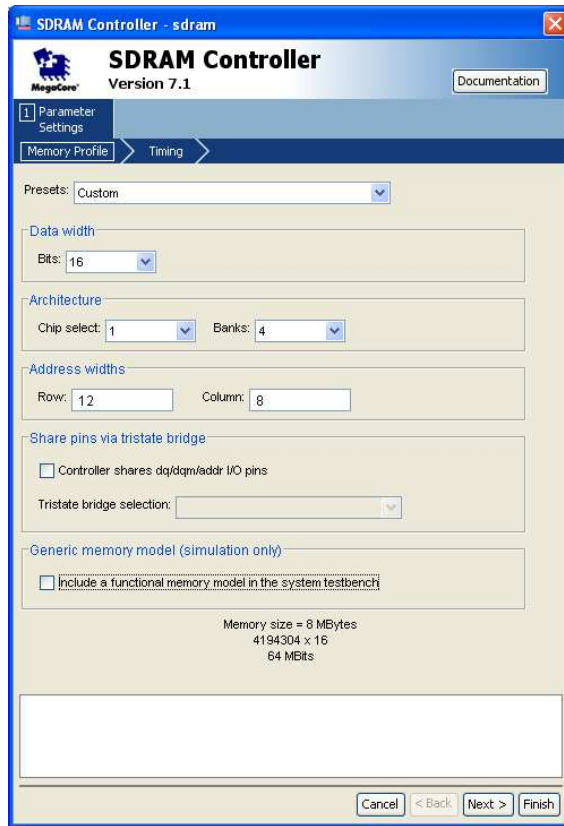 SDRAM Controller - sdram
MegaCore®
SDRAM Controller
Version 7.1
Documentation
1 Parameter
Settings
Memory Profile Timing
Presets: Custom
Data width
Bits: 16
Architecture
Chip select: 1 Banks: 4
Address widths
Row: 12 Column: 8
Share pins via tristate bridge
Controller shares dq/dqm/addr I/O pins
Tristate bridge selection:
Generic memory model (simulation only)
Include a functional memory model in the system testbench
Memory size = 8 MBytes
4194304 x 16
64 MBits
Cancel < Back Next > Finish